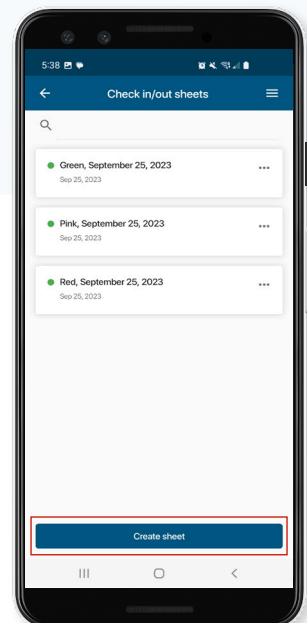 5:38
Check in/out sheets
Green, September 25, 2023
Sep 25, 2023
Pink, September 25, 2023
Sep 25, 2023
Red, September 25, 2023
Sep 25, 2023
Create sheet